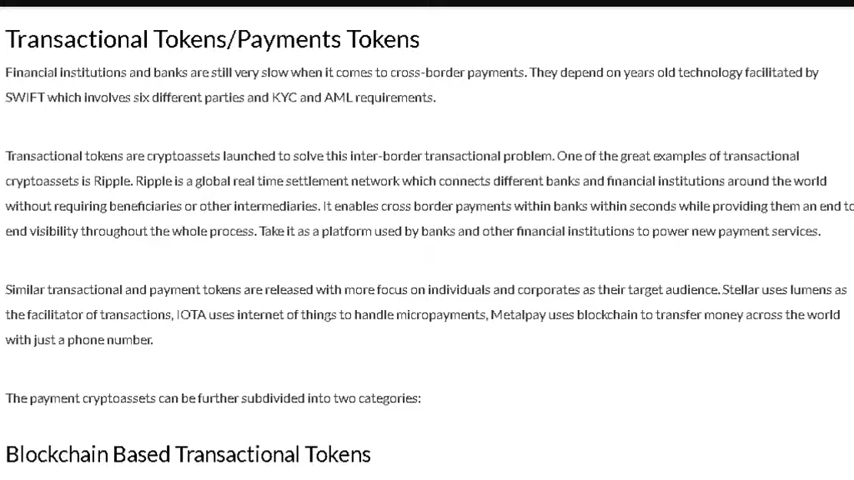 Transactional Tokens/Payments Tokens
Financial institutions and banks are still very slow when it comes to cross-border payments. They depend on years old technology facilitated by
SWIFT which involves six different parties and KYC and AML requirements.
Transactional tokens are cryptoassets launched to solve this inter-border transactional problem. One of the great examples of transactional
cryptoassets is Ripple. Ripple is a global real time settlement network which connects different banks and financial institutions around the world
without requiring beneficiaries or other intermediaries. It enables cross border payments within banks within seconds while providing them an end to
end visibility throughout the whole process. Take it as a platform used by banks and other financial institutions to power new payment services.
Similar transactional and payment tokens are released with more focus on individuals and corporates as their target audience. Stellar uses lumens as
the facilitator of transactions, IOTA uses internet of things to handle micropayments, Metalpay uses blockchain to transfer money across the world
with just a phone number.
The payment cryptoassets can be further subdivided into two categories:
Blockchain Based Transactional Tokens